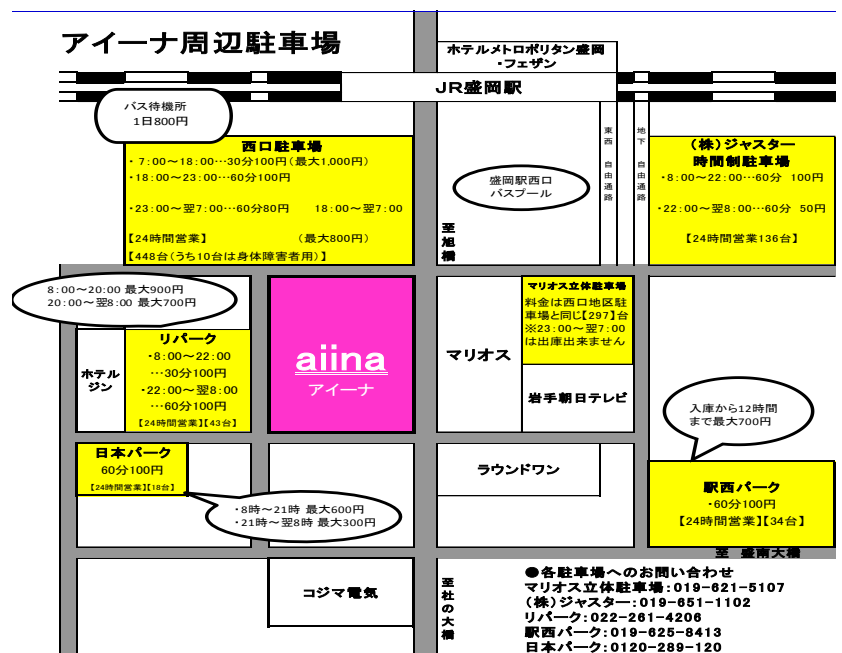 アイーナ周辺駐車場
ホテルメトロポリタン盛岡
・フェザン
JR盛岡駅
バス待機所
1日800円
西口駐車場
・7:00～18:00…30分100円(最大1,000円)
・18:00～23:00…60分100円
・23:00～翌7:00…60分80円　18:00～翌7:00
【24時間営業】　(最大800円)
【448台(うち10台は身体障害者用)】
盛岡駅西口
バスプール
至旭橋
東西 自由通路
地下 自由通路
(株)ジャスター
時間制駐車場
・8:00～22:00…60分 100円
・22:00～翌8:00…60分 50円
【24時間営業136台】
8:00～20:00 最大900円
20:00～翌8:00 最大700円
ホテル
ジン
リパーク
・8:00～22:00
…30分100円
・22:00～翌8:00
…60分100円
【24時間営業】【43台】
aiina
アイーナ
マリオス
マリオス立体駐車場
料金は西口地区駐
車場と同じ【297】台
※23:00～翌7:00
は出庫出来ません
岩手朝日テレビ
入庫から12時間
まで最大700円
日本パーク
60分100円
【24時間営業】【18台】
・8時～21時 最大600円
・21時～翌8時 最大300円
ラウンドワン
駅西パーク
・60分100円
【24時間営業】【34台】
至 盛南大橋
コジマ電気
至杜の大橋
●各駐車場へのお問い合わせ
マリオス立体駐車場:019-621-5107
(株)ジャスター:019-651-1102
リパーク:022-261-4206
駅西パーク:019-625-8413
日本パーク:0120-289-120